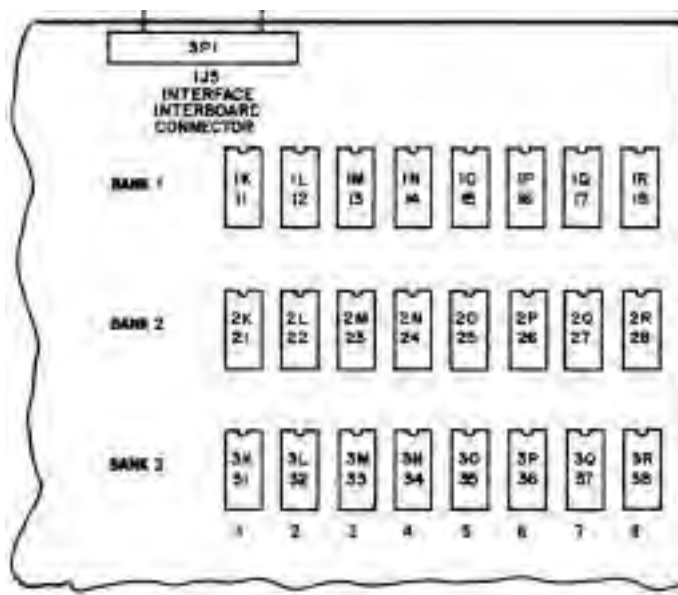 3P1
1J5
INTERFACE
INTERBOARD
CONNECTOR
BANK 1
1K 1L 1M 1N 1O 1P 1Q 1R
11 12 13 14 15 16 17 18
BANK 2
2K 2L 2M 2N 2O 2P 2Q 2R
21 22 23 24 25 26 27 28
BANK 3
3K 3L 3M 3N 3O 3P 3Q 3R
31 32 33 34 35 36 37 38
1 2 3 4 5 6 7 8